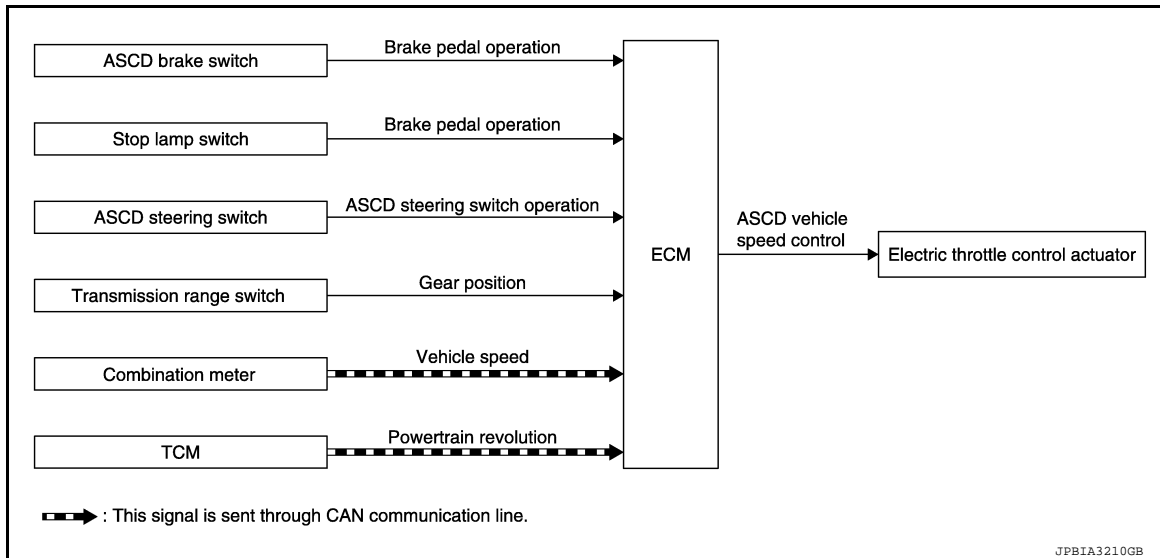 ASCD brake switch
Brake pedal operation
Stop lamp switch
Brake pedal operation
ASCD steering switch
ASCD steering switch operation
Transmission range switch
Gear position
Combination meter
Vehicle speed
TCM
Powertrain revolution
ECM
ASCD vehicle
speed control
Electric throttle control actuator
: This signal is sent through CAN communication line.
JPBIA3210GB